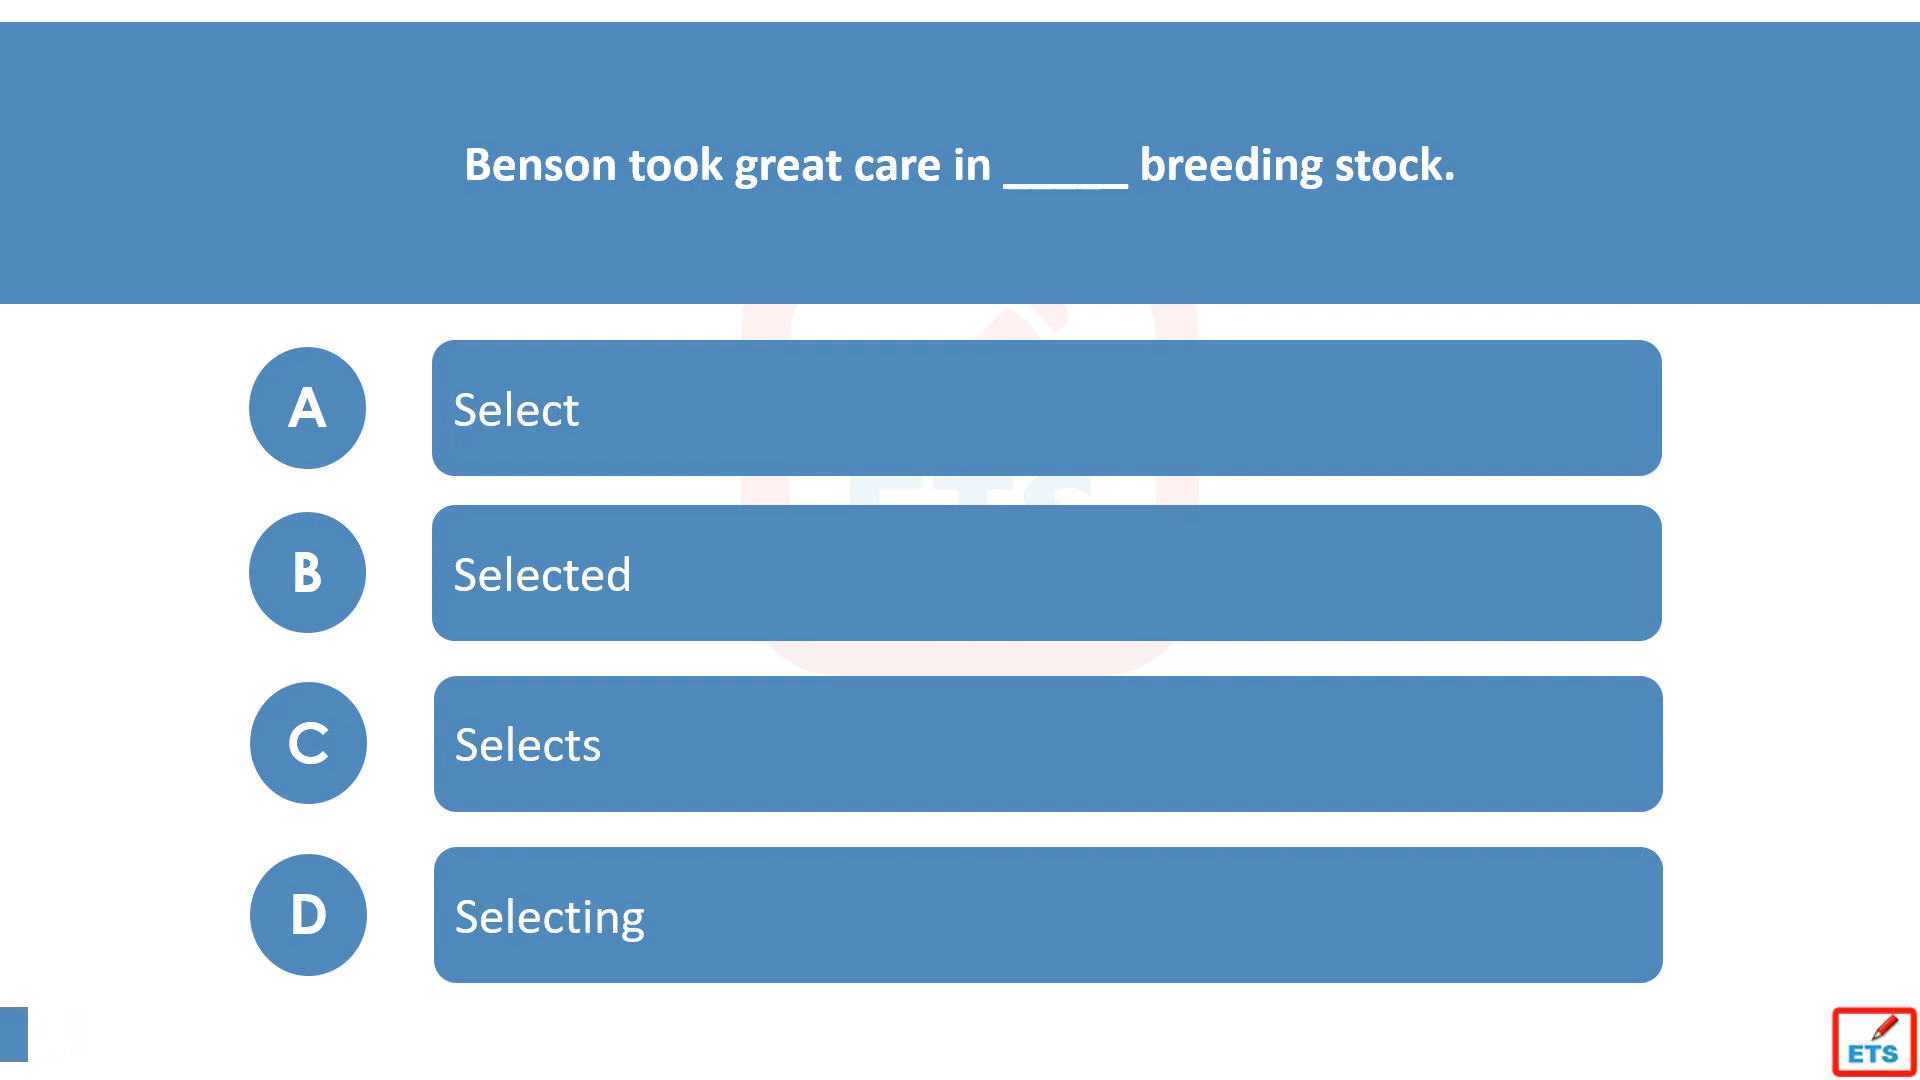 Benson took great care in _____ breeding stock.
A
Select
B
Selected
C
Selects
D
Selecting
ETS